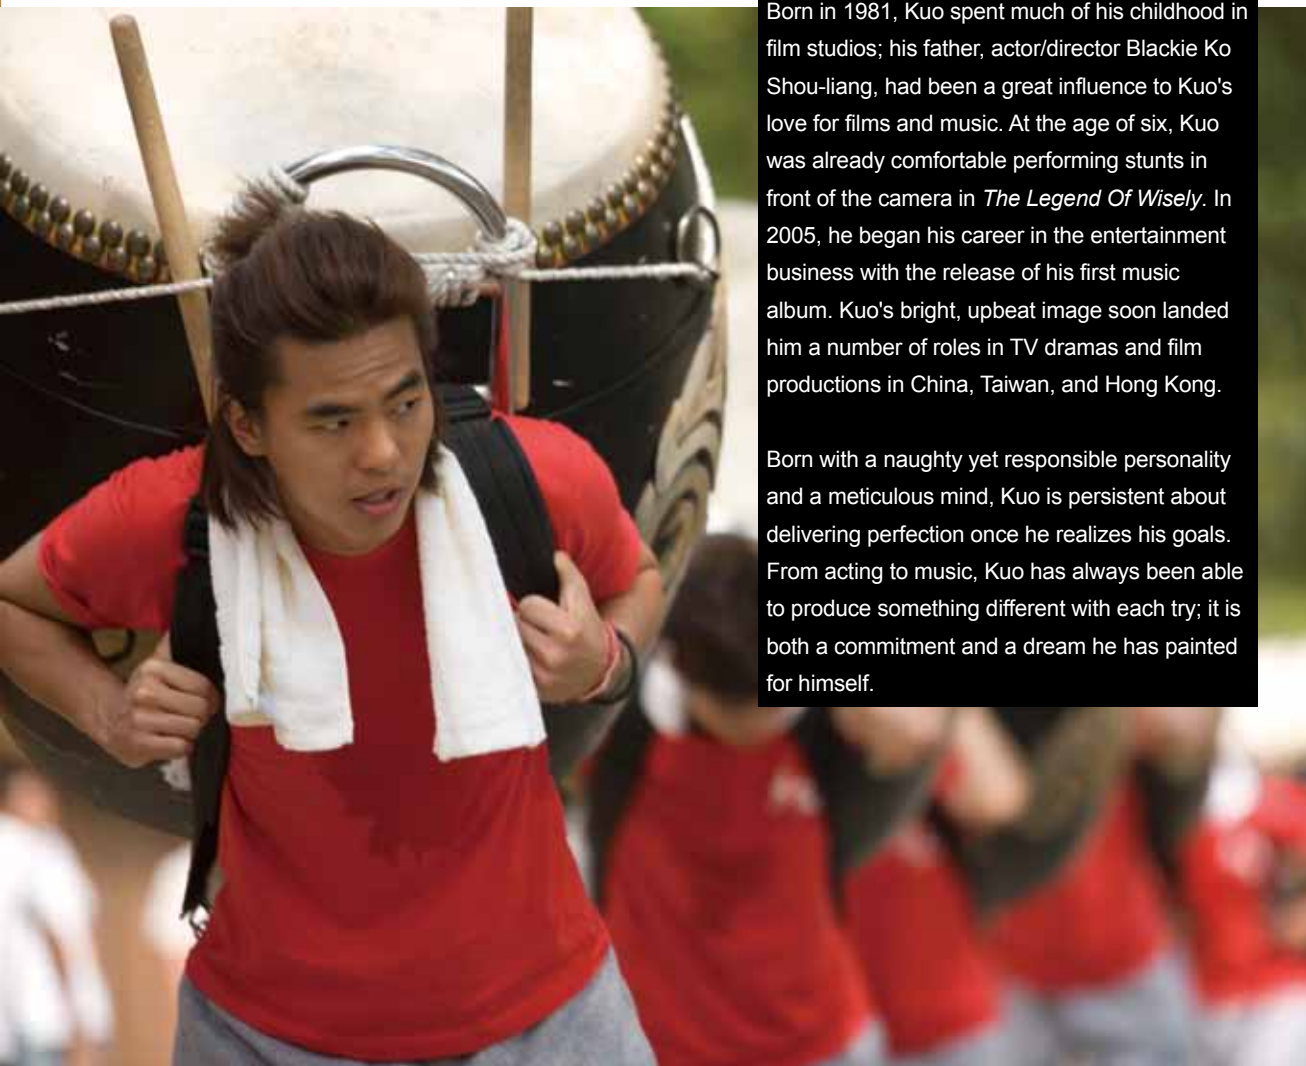 Born in 1981, Kuo spent much of his childhood in
film studios; his father, actor/director Blackie Ko
Shou-liang, had been a great influence to Kuo's
love for films and music. At the age of six, Kuo
was already comfortable performing stunts in
front of the camera in The Legend Of Wisely. In
2005, he began his career in the entertainment
business with the release of his first music
album. Kuo's bright, upbeat image soon landed
him a number of roles in TV dramas and film
productions in China, Taiwan, and Hong Kong.
Born with a naughty yet responsible personality
and a meticulous mind, Kuo is persistent about
delivering perfection once he realizes his goals.
From acting to music, Kuo has always been able
to produce something different with each try; it is
both a commitment and a dream he has painted
for himself.